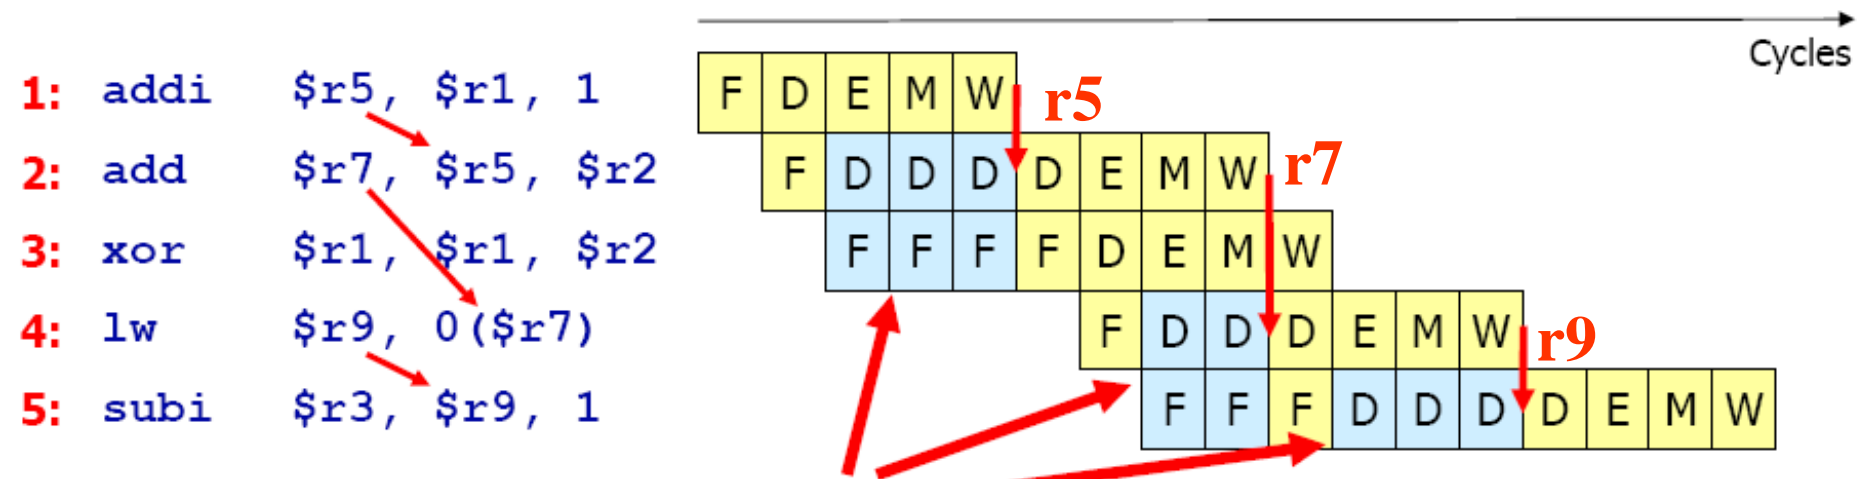 Cycles
1: addi $r5, $r1, 1
F D E M W r5
2: add $r7, $r5, $r2
F D D D D E M W r7
3: xor $r1, $r1, $r2
F F F F D E M W
4: lw $r9, 0($r7)
F D D D E M W r9
5: subi $r3, $r9, 1
F F F D D D D E M W